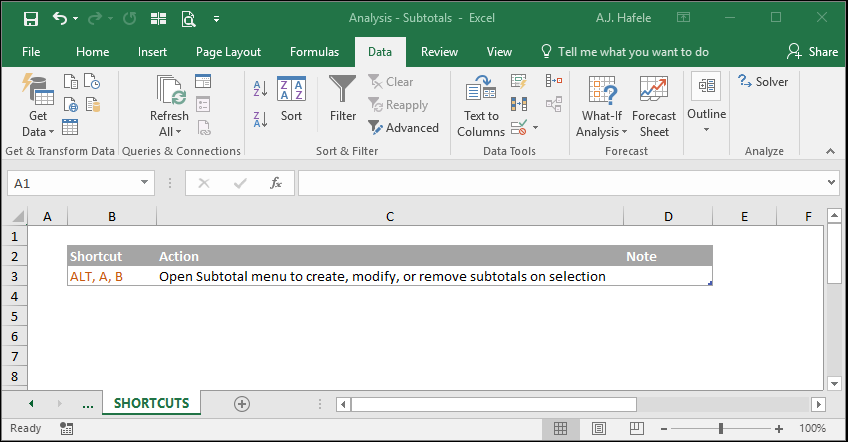 Analysis - Subtotals - Excel A.J. Hafele
File Home Insert Page Layout Formulas Data Review View Tell me what you want to do Share
Get Data
Refresh All
A Z
Z A
Sort
Filter
Clear
Reapply
Advanced
Text to Columns
What-If Analysis
Forecast Sheet
Outline
? Solver
Get & Transform Data Queries & Connections Sort & Filter Data Tools Forecast Analyze
A1 fx
A B C D E F
1
2 Shortcut Action Note
3 ALT, A, B Open Subtotal menu to create, modify, or remove subtotals on selection
4
5
6
7
8
... SHORTCUTS
Ready 100%